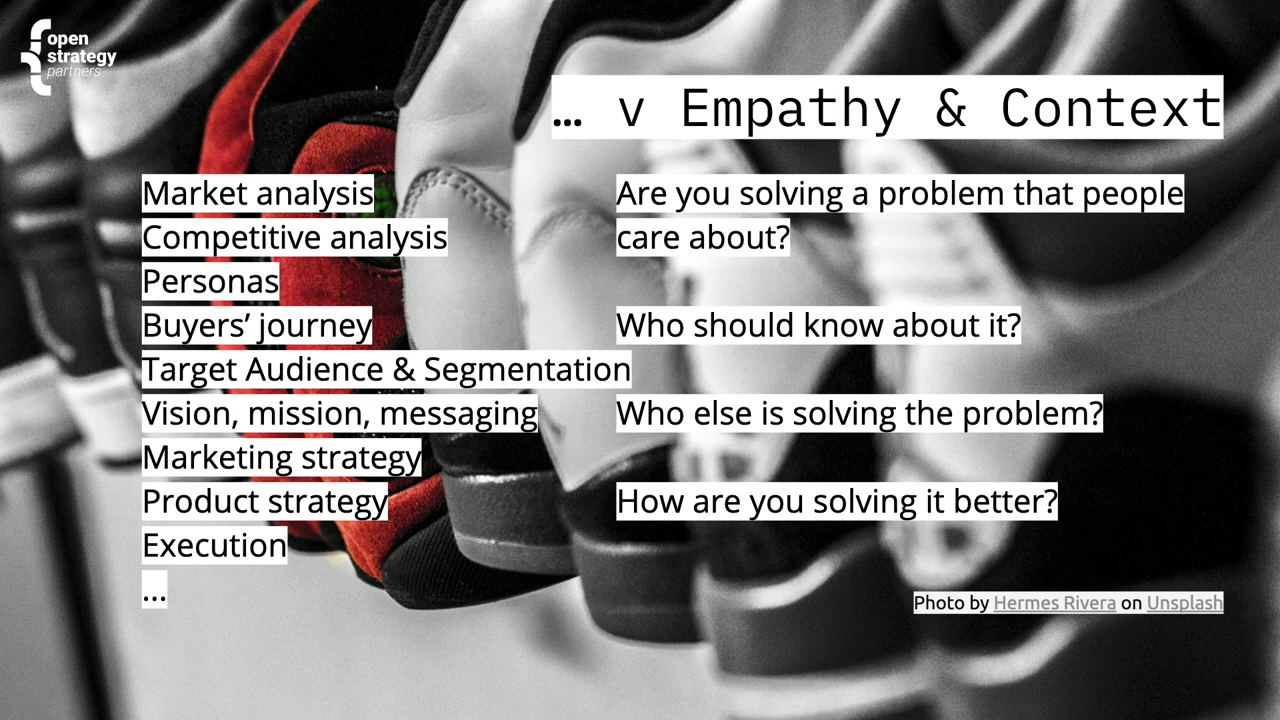 open
strategy
partners
… v Empathy & Context
Market analysis
Competitive analysis
Personas
Buyers’ journey
Target Audience & Segmentation
Vision, mission, messaging
Marketing strategy
Product strategy
Execution
…
Are you solving a problem that people
care about?
Who should know about it?
Who else is solving the problem?
How are you solving it better?
Photo by Hermes Rivera on Unsplash